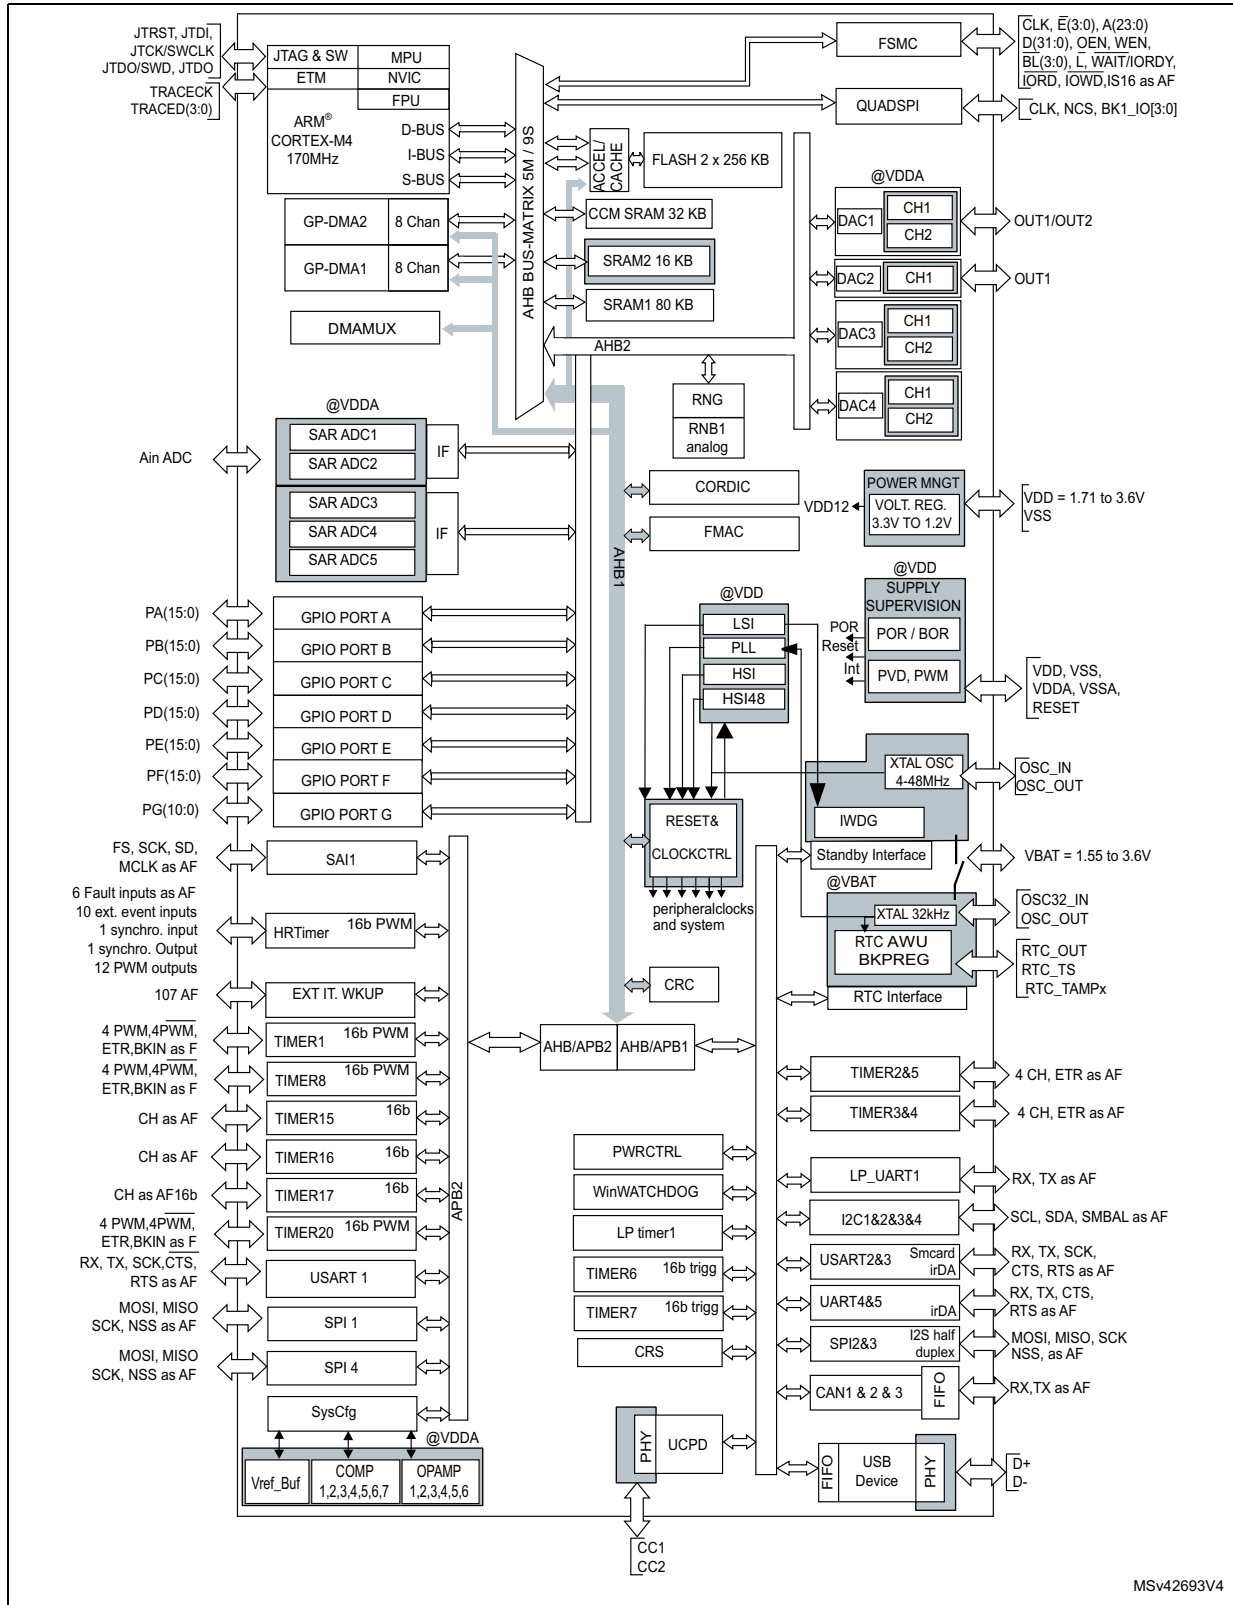 JTRST, JTDI,
JTCK/SWCLK
JTDO/SWD, JTDO
TRACECK
TRACED(3:0)
JTAG & SW
MPU
ETM
NVIC
FPU
ARM®
CORTEX-M4
170MHz
D-BUS
I-BUS
S-BUS
GP-DMA2
8 Chan
GP-DMA1
8 Chan
DMAMUX
AHB BUS-MATRIX 5M / 9S
ACCEL/
CACHE
FLASH 2 x 256 KB
CCM SRAM 32 KB
SRAM2 16 KB
SRAM1 80 KB
AHB2
RNG
RNB1
analog
FSMC
CLK, E(3:0), A(23:0)
D(31:0), OEN, WEN,
BL(3:0), L, WAIT/IORDY,
IORD, IOWD,IS16 as AF
QUADSPI
CLK, NCS, BK1_IO[3:0]
@VDDA
DAC1
CH1
CH2
OUT1/OUT2
DAC2
CH1
OUT1
DAC3
CH1
CH2
DAC4
CH1
CH2
@VDDA
Ain ADC
SAR ADC1
SAR ADC2
IF
SAR ADC3
SAR ADC4
SAR ADC5
IF
CORDIC
FMAC
AHB1
POWER MNGT
VDD12
VOLT. REG.
3.3V TO 1.2V
VDD = 1.71 to 3.6V
VSS
@VDD
SUPPLY
SUPERVISION
POR
Reset
Int
POR / BOR
PVD, PWM
VDD, VSS,
VDDA, VSSA,
RESET
@VDD
LSI
PLL
HSI
HSI48
PA(15:0)
GPIO PORT A
PB(15:0)
GPIO PORT B
PC(15:0)
GPIO PORT C
PD(15:0)
GPIO PORT D
PE(15:0)
GPIO PORT E
PF(15:0)
GPIO PORT F
PG(10:0)
GPIO PORT G
XTAL OSC
4-48MHz
OSC_IN
OSC_OUT
IWDG
RESET&
CLOCKCTRL
peripheralclocks
and system
Standby Interface
VBAT = 1.55 to 3.6V
@VBAT
XTAL 32kHz
OSC32_IN
OSC_OUT
RTC AWU
BKPREG
RTC_OUT
RTC_TS
RTC_TAMPx
RTC Interface
CRC
AHB/APB2
AHB/APB1
FS, SCK, SD,
MCLK as AF
SAI1
6 Fault inputs as AF
10 ext. event inputs
1 synchro. input
1 synchro. Output
12 PWM outputs
HRTimer
16b PWM
107 AF
EXT IT. WKUP
4 PWM,4PWM,
ETR,BKIN as F
TIMER1
16b PWM
4 PWM,4PWM,
ETR,BKIN as F
TIMER8
16b PWM
CH as AF
TIMER15
16b
CH as AF
TIMER16
16b
CH as AF16b
TIMER17
16b
4 PWM,4PWM,
ETR,BKIN as F
TIMER20
16b PWM
RX, TX, SCK,CTS,
RTS as AF
USART 1
MOSI, MISO
SCK, NSS as AF
SPI 1
MOSI, MISO
SCK, NSS as AF
SPI 4
SysCfg
APB2
@VDDA
Vref_Buf
COMP
1,2,3,4,5,6,7
OPAMP
1,2,3,4,5,6
PWRCTRL
WinWATCHDOG
LP timer1
TIMER6
16b trigg
TIMER7
16b trigg
CRS
PHY
UCPD
CC1
CC2
TIMER2&5
4 CH, ETR as AF
TIMER3&4
4 CH, ETR as AF
LP_UART1
RX, TX as AF
I2C1&2&3&4
SCL, SDA, SMBAL as AF
USART2&3
Smcard
irDA
RX, TX, SCK,
CTS, RTS as AF
UART4&5
irDA
RX, TX, CTS,
RTS as AF
SPI2&3
I2S half
duplex
MOSI, MISO, SCK
NSS, as AF
CAN1 & 2 & 3
FIFO
RX,TX as AF
FIFO
USB
Device
PHY
D+
D-
MSv42693V4